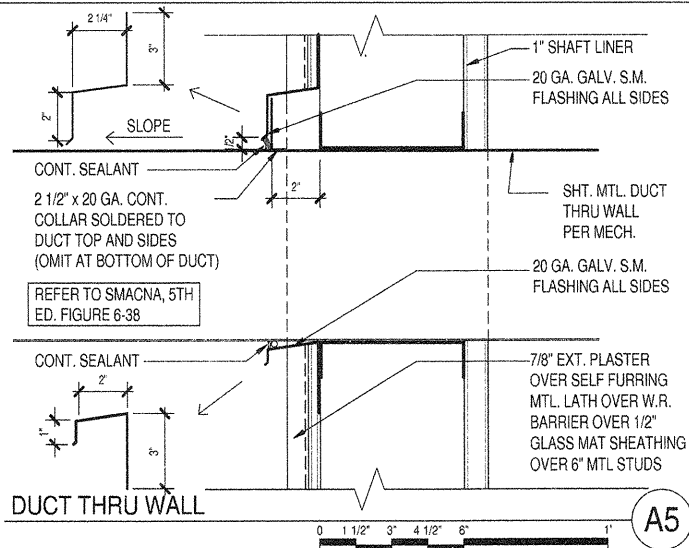 2 1/4"
3"
2"
SLOPE
1/2"
CONT. SEALANT
2 1/2" x 20 GA. CONT.
COLLAR SOLDERED TO
DUCT TOP AND SIDES
(OMIT AT BOTTOM OF DUCT)
REFER TO SMACNA, 5TH
ED. FIGURE 6-38
2"
1" SHAFT LINER
20 GA. GALV. S.M.
FLASHING ALL SIDES
SHT. MTL. DUCT
THRU WALL
PER MECH.
20 GA. GALV. S.M.
FLASHING ALL SIDES
CONT. SEALANT
2"
1"
3"
7/8" EXT. PLASTER
OVER SELF FURRING
MTL. LATH OVER W.R.
BARRIER OVER 1/2"
GLASS MAT SHEATHING
OVER 6" MTL STUDS
DUCT THRU WALL
A5
0 1 1/2" 3" 4 1/2" 6" 1'